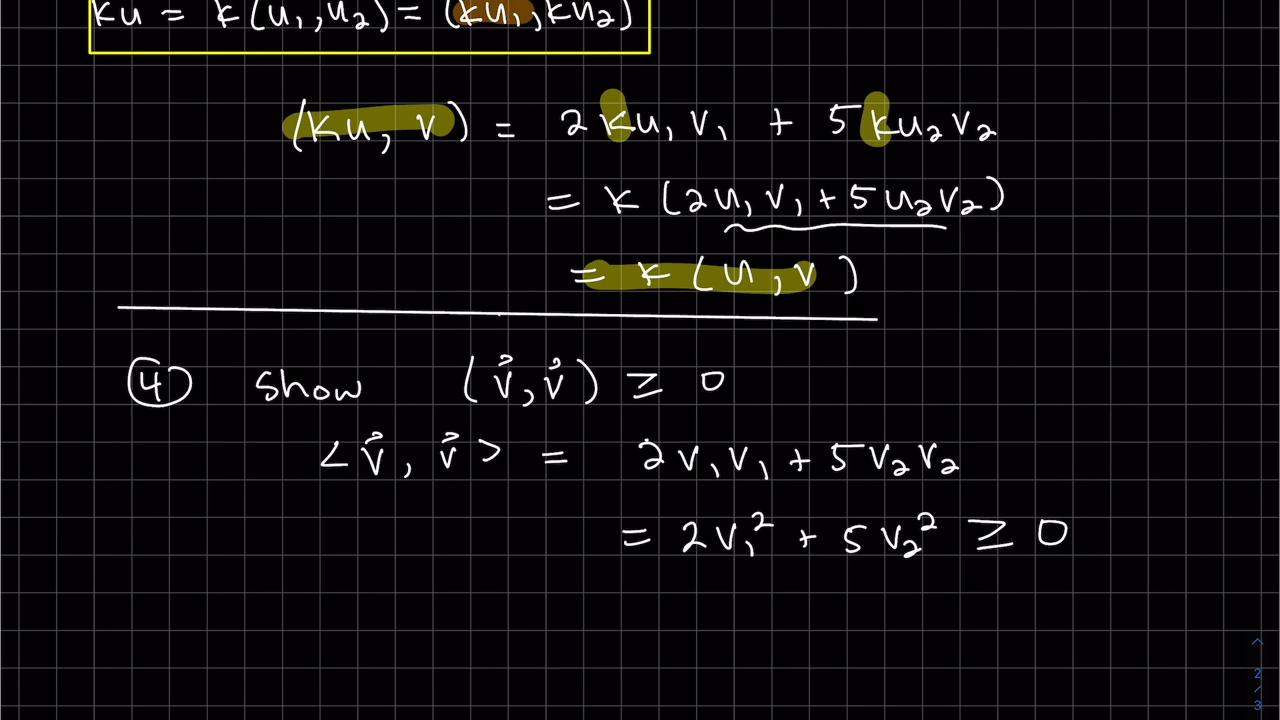 ku = k(u₁,u₂) = (ku₁,ku₂)
(ku, v) = 2ku₁v₁ + 5ku₂v₂
= k(2u₁v₁+5u₂v₂)
= k(u,v)
④ show (v⃗,v⃗) ≥ 0
<v⃗, v⃗> = 2v₁v₁ + 5v₂v₂
= 2v₁² + 5v₂² ≥ 0
2/3